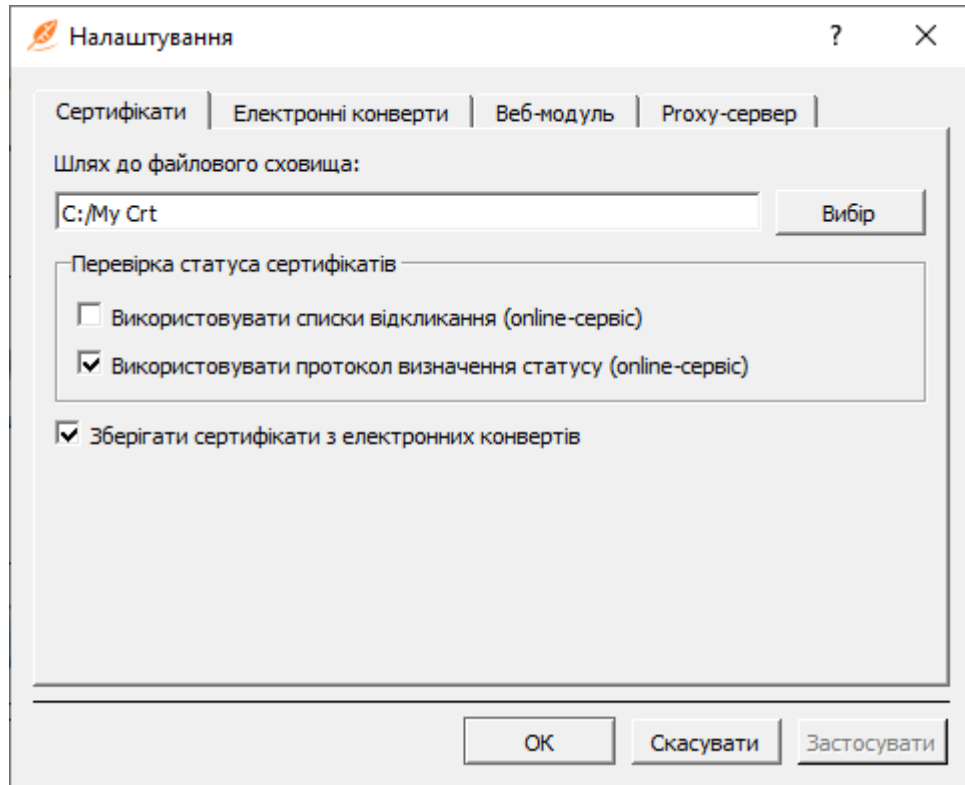 Налаштування
?
Сертифікати
Електронні конверти
Веб-модуль
Proxy-сервер
Шлях до файлового сховища:
C:/My Crt
Вибір
Перевірка статуса сертифікатів
Використовувати списки відкликання (online-сервіс)
Використовувати протокол визначення статусу (online-сервіс)
Зберігати сертифікати з електронних конвертів
ОК
Скасувати
Застосувати